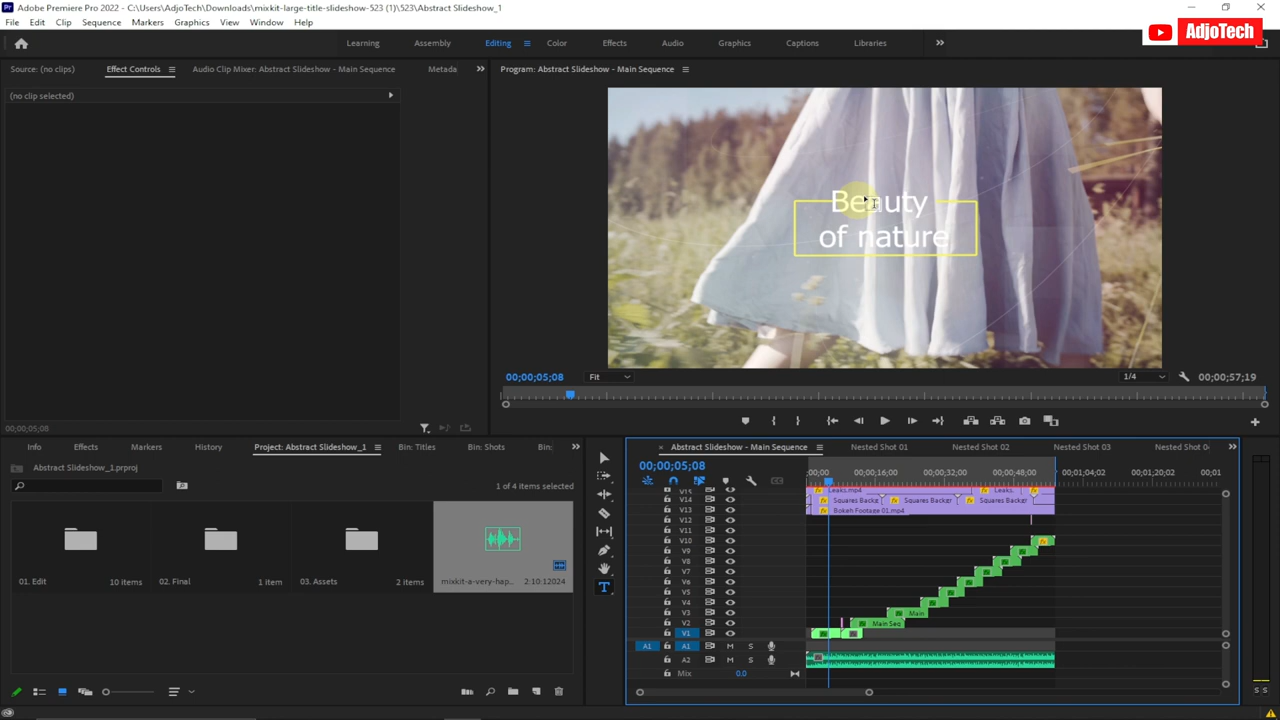 Adobe Premiere Pro 2022 - C:\Users\AdjoTech\Downloads\mixkit-large-title-slideshow-523 (1)\523\Abstract Slideshow_1
File Edit Clip Sequence Markers Graphics View Window Help
AdjoTech
Learning Assembly Editing Color Effects Audio Graphics Captions Libraries
Source: (no clips) Effect Controls Audio Clip Mixer: Abstract Slideshow - Main Sequence Metada
Program: Abstract Slideshow - Main Sequence
(no clip selected)
Beauty
of nature
00;00;05;08 Fit 1/4 00;00;57;19
00;00;05;08
Info Effects Markers History Project: Abstract Slideshow_1 Bin: Titles Bin: Shots Bin:
Abstract Slideshow_1.prproj
1 of 4 items selected
01. Edit 10 items
02. Final 1 item
03. Assets 2 items
mixkit-a-very-hap... 2:10:12024
Abstract Slideshow - Main Sequence Nested Shot 01 Nested Shot 02 Nested Shot 03 Nested Shot 0
00;00;05;08
;00;00 00;00;16;00 00;00;32;00 00;00;48;00 00;01;04;02 00;01;20;02 00;01
V15 Leaks.mp4 Leaks.
V14 Squares Backg Squares Backgr Squares Backgr
V13 Bokeh Footage 01.mp4
V12
V11
V10
V9
V8
V7
V6
V5
V4
V3 Main
V2 Main Seq
V1
A1 A1 M S
A2 M S
Mix 0.0
S S